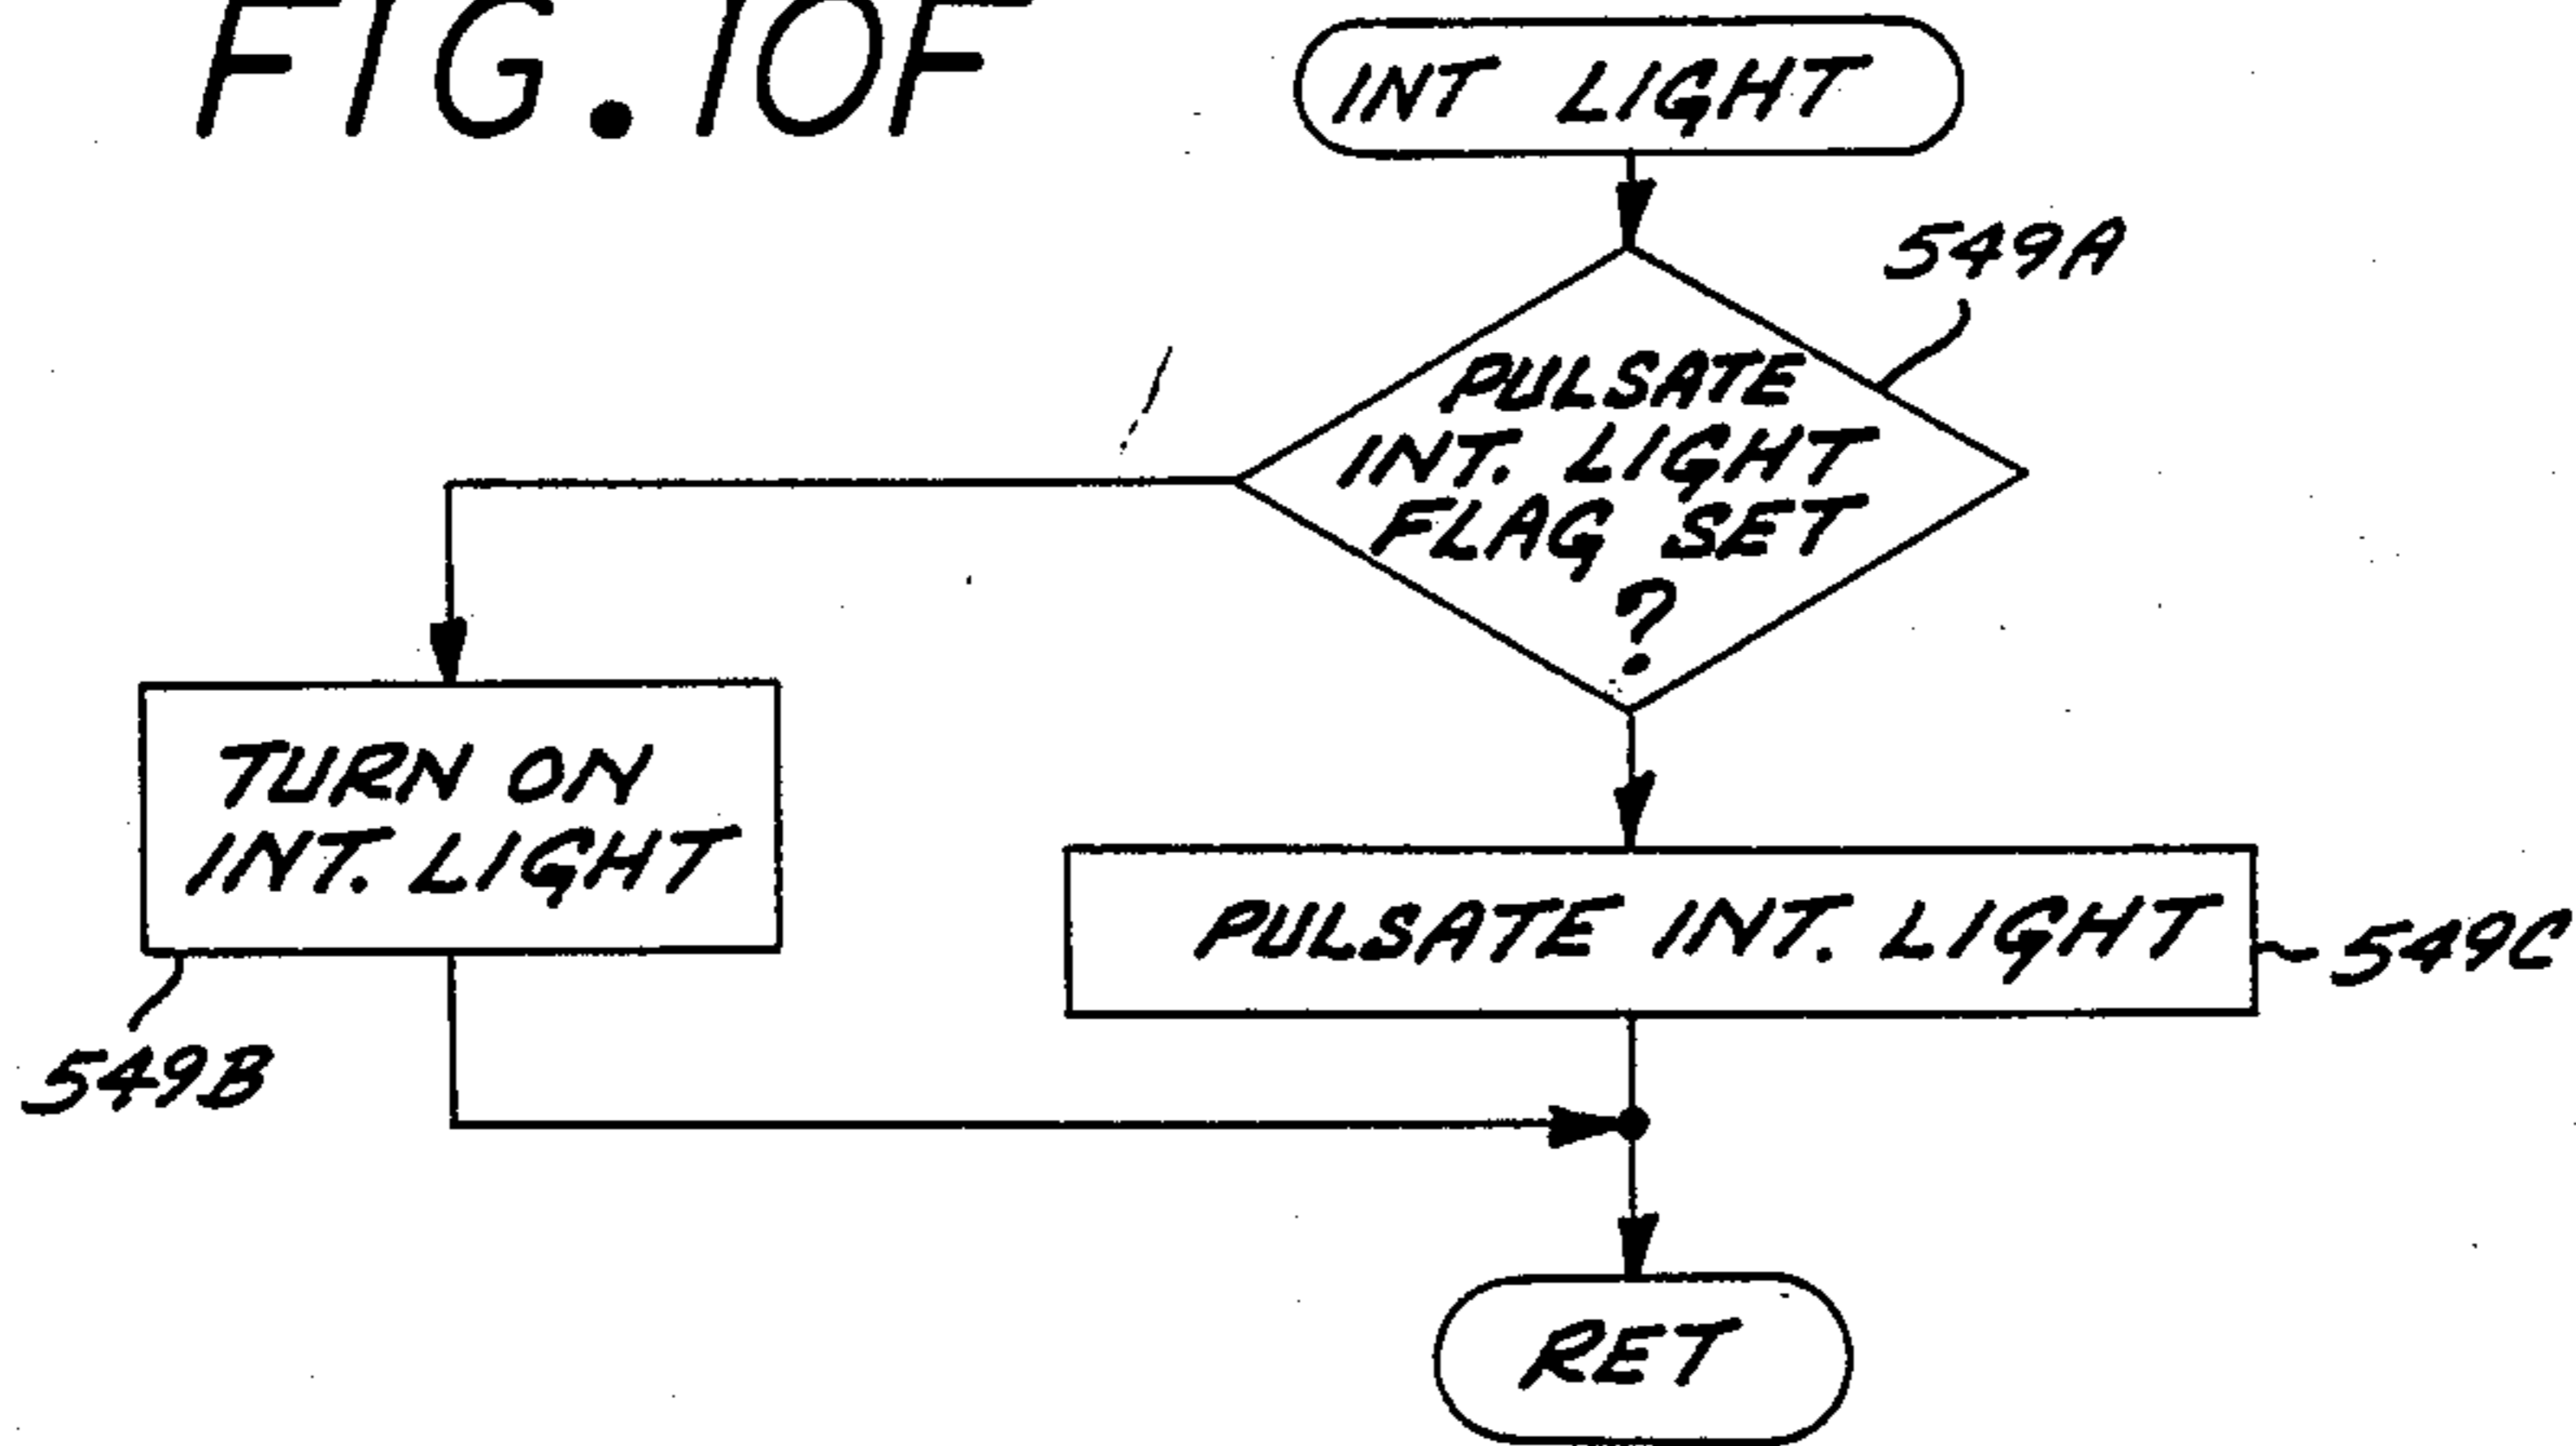 FIG. 10F
INT LIGHT
549A
PULSATE
INT. LIGHT
FLAG SET
?
TURN ON
INT. LIGHT
549B
PULSATE INT. LIGHT
549C
RET